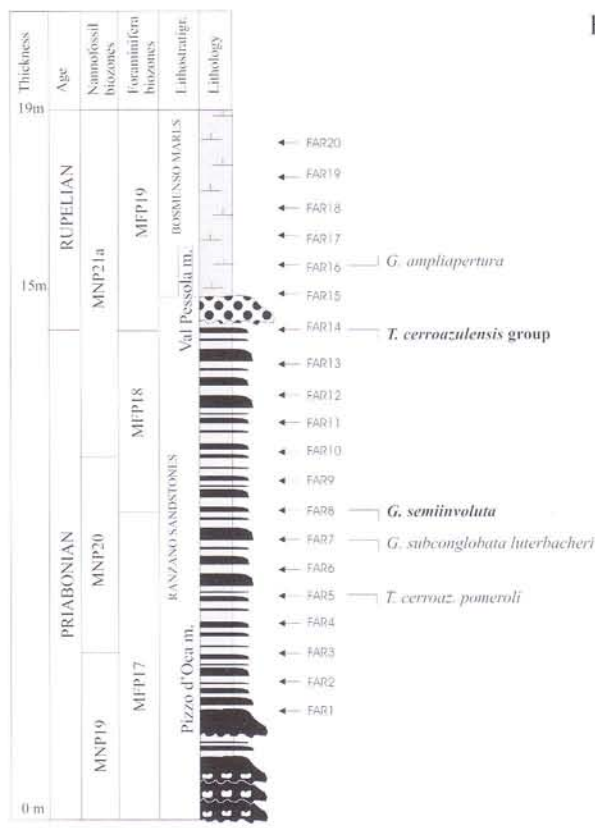 Thickness
Age
Nannofossil
biozones
Foraminifera
biozones
Lithostratigr.
Lithology
19m
15m
0 m
RUPELIAN
PRIABONIAN
MNP21a
MNP20
MNP19
MFP19
MFP18
MFP17
BOSMENSO MARLS
Val Pessola m.
RANZANO SANDSTONES
Pizzo d'Oca m.
FAR20
FAR19
FAR18
FAR17
FAR16 G. ampliapertura
FAR15
FAR14 T. cerroazulensis group
FAR13
FAR12
FAR11
FAR10
FAR9
FAR8 G. semiinvoluta
FAR7 G. subconglobata luterbacheri
FAR6
FAR5 T. cerroaz. pomeroli
FAR4
FAR3
FAR2
FAR1